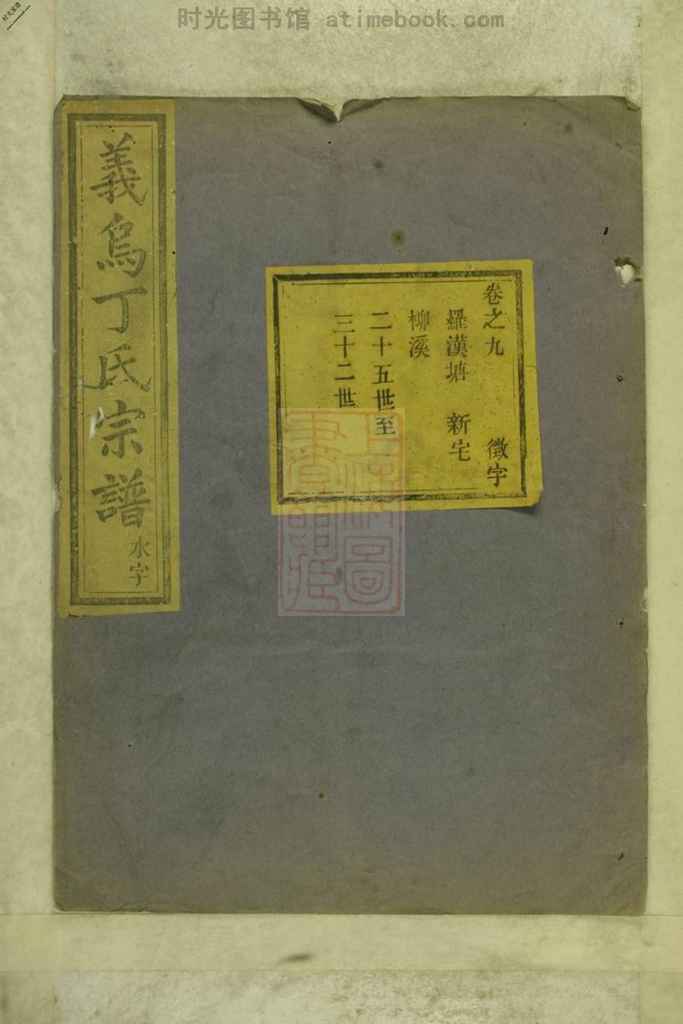 时光图书馆 atimebook.com
義烏丁氏宗譜 水字
卷之九 徵字
羅漢塘 新宅
柳溪
二十五世至
三十二世